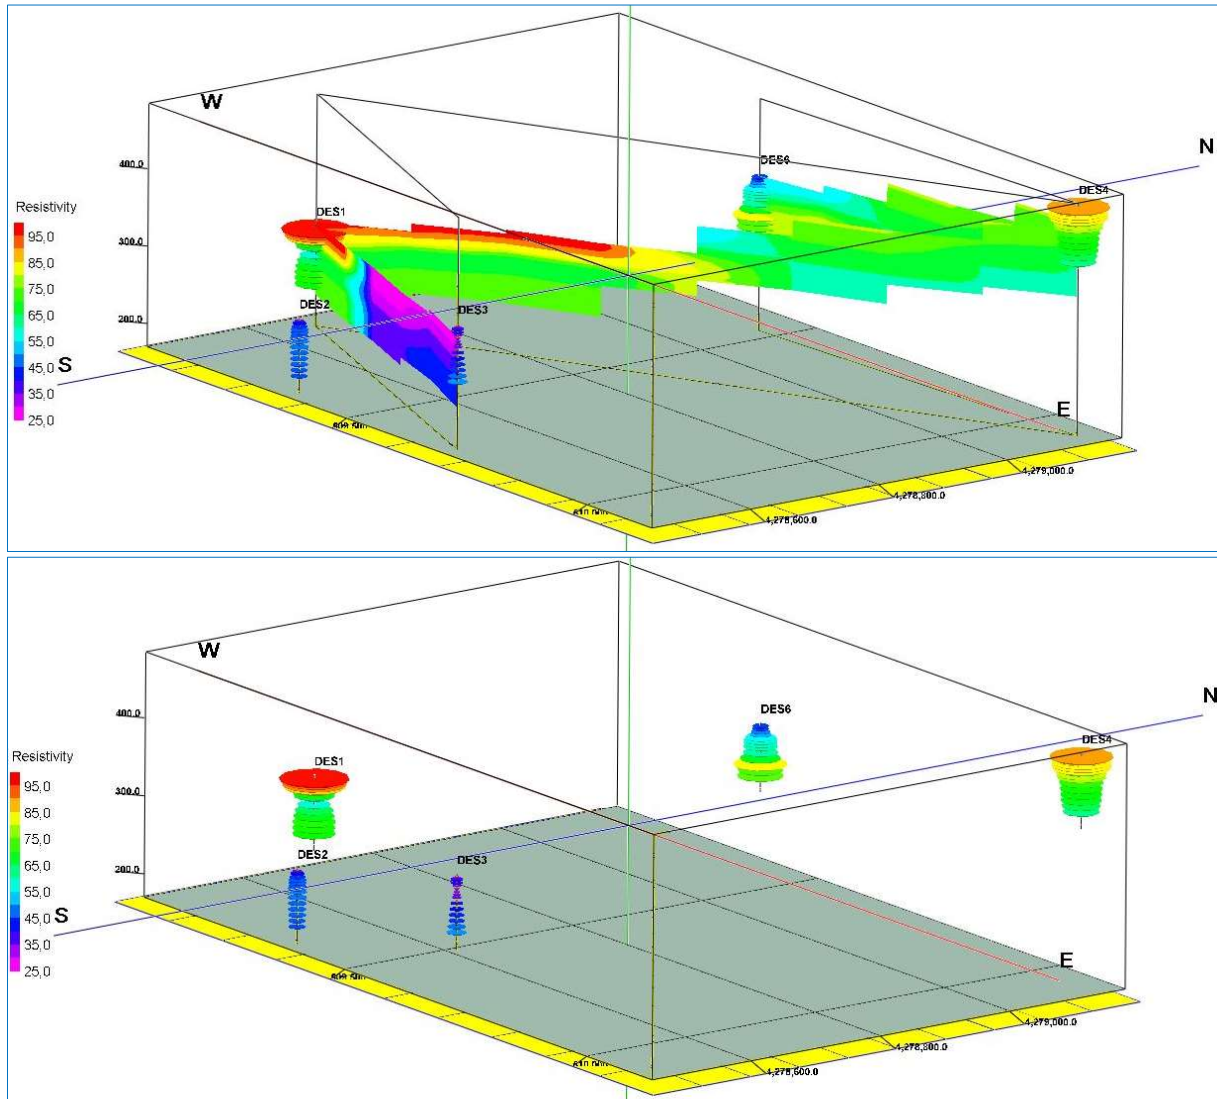 W
N
DES6
DES4
400.0
Resistivity
DES1
95,0
85,0
300.0
75,0
65,0
DES2
DES3
55,0
200.0
45,0
S
35,0
E
25,0
4,279,000.0
4,278,800.0
4,278,600.0
W
N
DES6
DES4
400.0
Resistivity
DES1
95,0
85,0
300.0
75,0
65,0
DES2
DES3
55,0
200.0
45,0
S
35,0
E
25,0
4,279,000.0
4,278,800.0
4,278,600.0